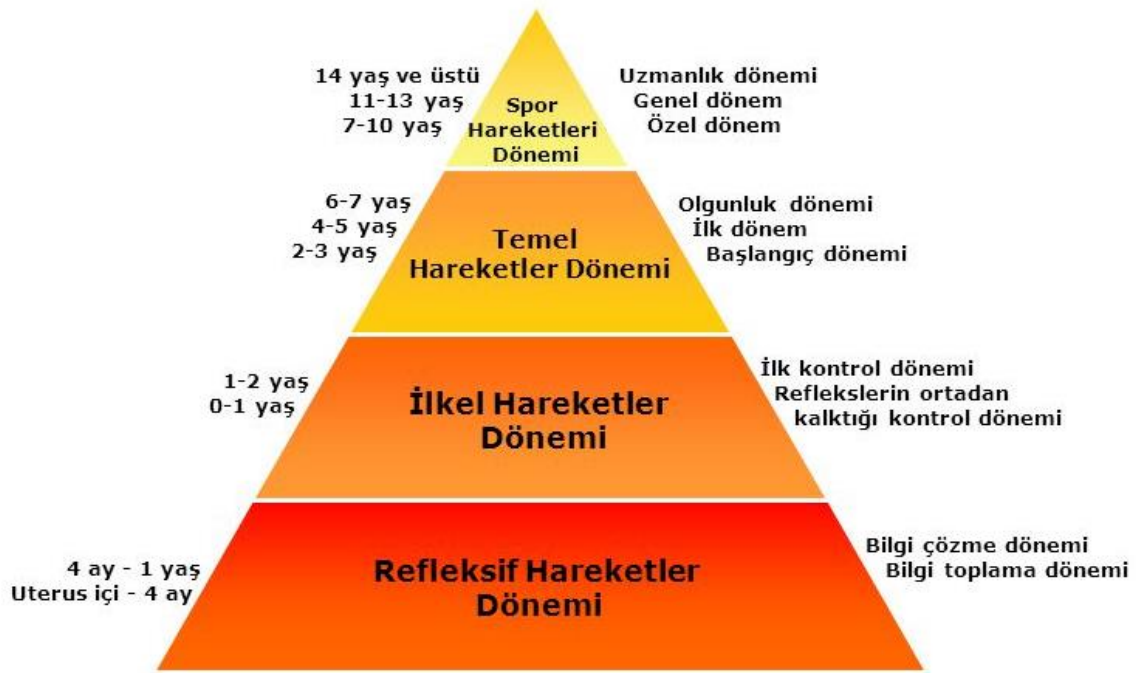 14 yaş ve üstü
11-13 yaş
7-10 yaş
Spor
Hareketleri
Dönemi
Uzmanlık dönemi
Genel dönem
Özel dönem
6-7 yaş
4-5 yaş
2-3 yaş
Temel
Hareketler Dönemi
Olgunluk dönemi
İlk dönem
Başlangıç dönemi
1-2 yaş
0-1 yaş
İlkel Hareketler
Dönemi
İlk kontrol dönemi
Reflekslerin ortadan
kalktığı kontrol dönemi
4 ay - 1 yaş
Uterus içi - 4 ay
Refleksif Hareketler
Dönemi
Bilgi çözme dönemi
Bilgi toplama dönemi